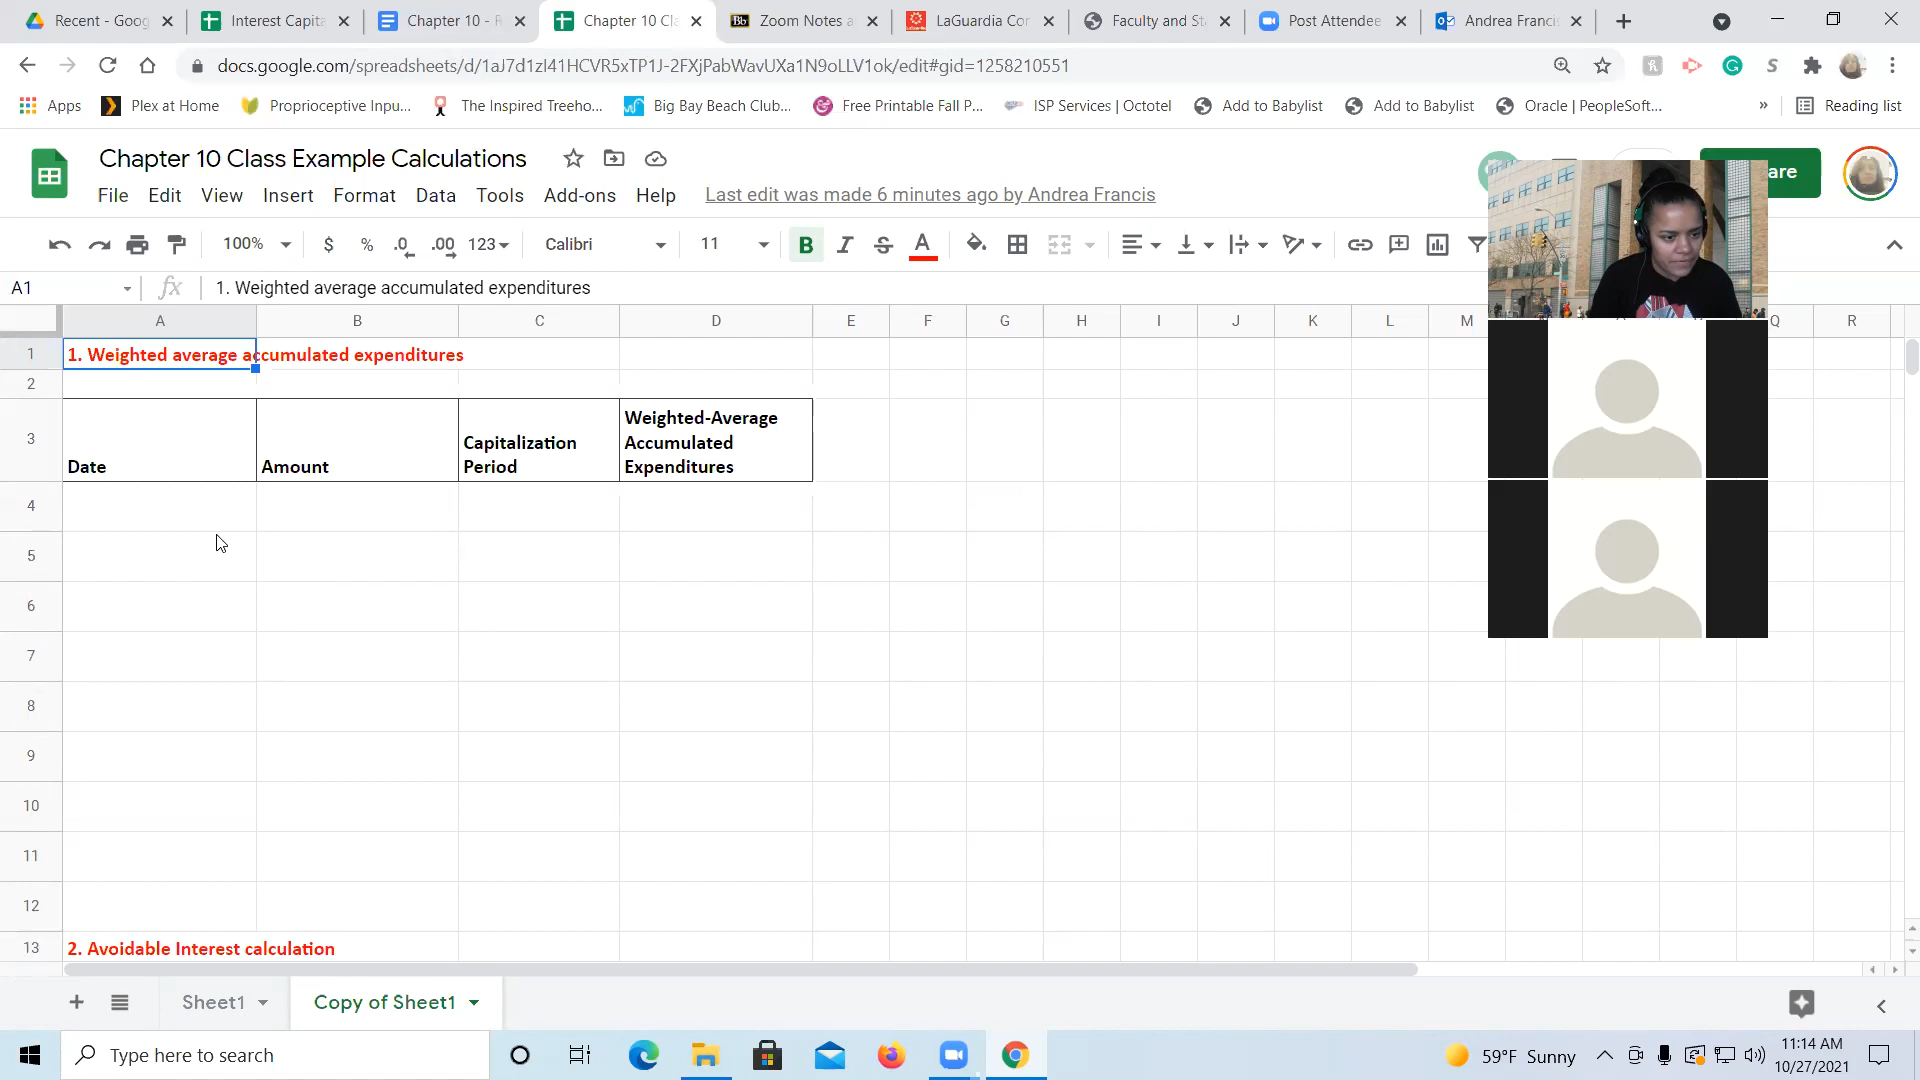 Recent - Goog
Interest Capita
Chapter 10 - R
Chapter 10 Cla
Zoom Notes a
LaGuardia Cor
Faculty and St
Post Attendee
Andrea Francis
docs.google.com/spreadsheets/d/1aJ7d1zI41HCVR5xTP1J-2FXjPabWavUXa1N9oLLV1ok/edit#gid=1258210551
Apps
Plex at Home
Proprioceptive Inpu...
The Inspired Treeho...
Big Bay Beach Club...
Free Printable Fall P...
ISP Services | Octotel
Add to Babylist
Add to Babylist
Oracle | PeopleSoft...
»
Reading list
Chapter 10 Class Example Calculations
are
File Edit View Insert Format Data Tools Add-ons Help
Last edit was made 6 minutes ago by Andrea Francis
100% $ % .0 .00 123 Calibri 11 B I S A
A1 fx 1. Weighted average accumulated expenditures
A B C D E F G H I J K L M Q R
1 1. Weighted average accumulated expenditures
2
3 Date Amount Capitalization Period Weighted-Average Accumulated Expenditures
4
5
6
7
8
9
10
11
12
13 2. Avoidable Interest calculation
Sheet1
Copy of Sheet1
Type here to search
59°F Sunny
11:14 AM
10/27/2021